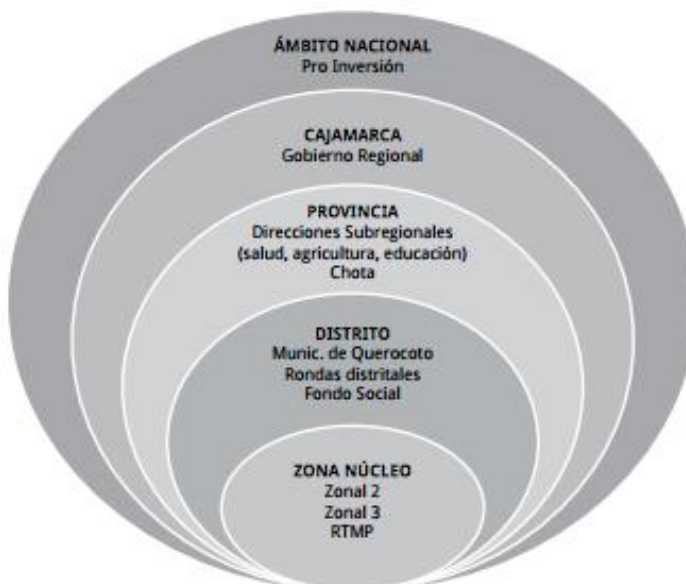 ÁMBITO NACIONAL
Pro Inversión
CAJAMARCA
Gobierno Regional
PROVINCIA
Direcciones Subregionales
(salud, agricultura, educación)
Chota
DISTRITO
Munic. de Querocoto
Rondas distritales
Fondo Social
ZONA NÚCLEO
Zonal 2
Zonal 3
RTMP